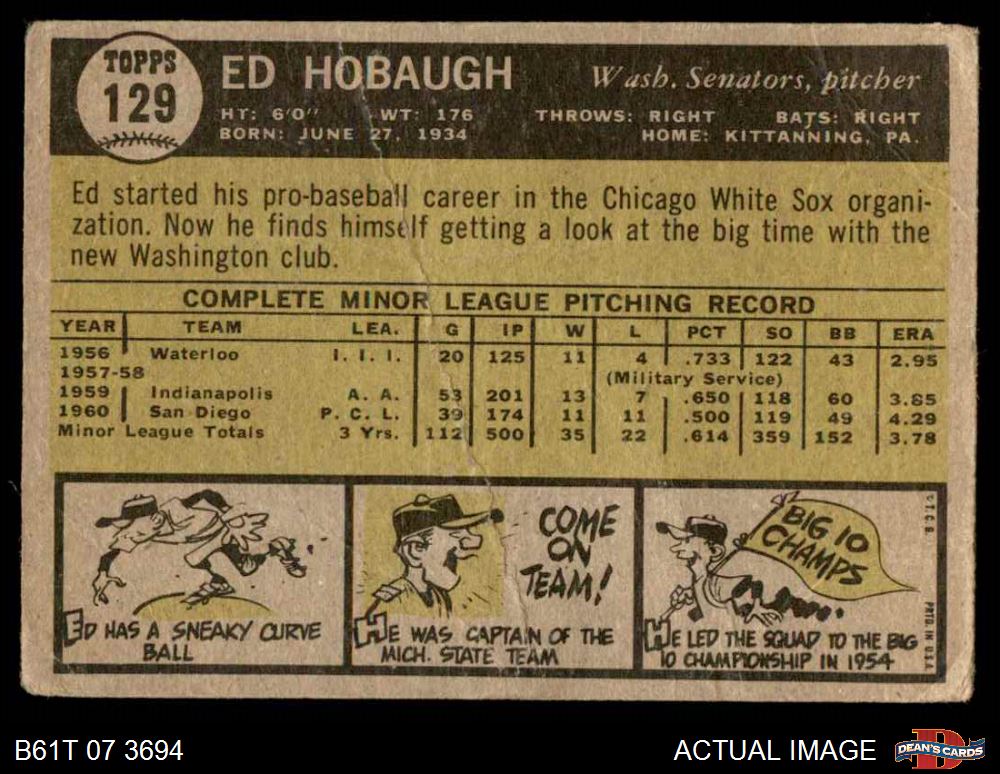 TOPPS
129
ED HOBAUGH
Wash. Senators, pitcher
HT: 6'0" WT: 176 THROWS: RIGHT BATS: RIGHT
BORN: JUNE 27, 1934 HOME: KITTANNING, PA.
Ed started his pro-baseball career in the Chicago White Sox organi-
zation. Now he finds himself getting a look at the big time with the
new Washington club.
COMPLETE MINOR LEAGUE PITCHING RECORD
YEAR TEAM LEA. G IP W L PCT SO BB ERA
1956 Waterloo I. I. I. 20 125 11 4 .733 122 43 2.95
1957-58 (Military Service)
1959 Indianapolis A. A. 53 201 13 7 .650 118 60 3.85
1960 San Diego P. C. L. 39 174 11 11 .500 119 49 4.29
Minor League Totals 3 Yrs. 112 500 35 22 .614 359 152 3.78
ED HAS A SNEAKY CURVE
BALL
COME
ON
TEAM!
HE WAS CAPTAIN OF THE
MICH. STATE TEAM
BIG 10
CHAMPS
HE LED THE SQUAD TO THE BIG
10 CHAMPIONSHIP IN 1954
© T.C.G.
PRTD. IN U.S.A.
B61T 07 3694
ACTUAL IMAGE
D
DEAN'S CARDS